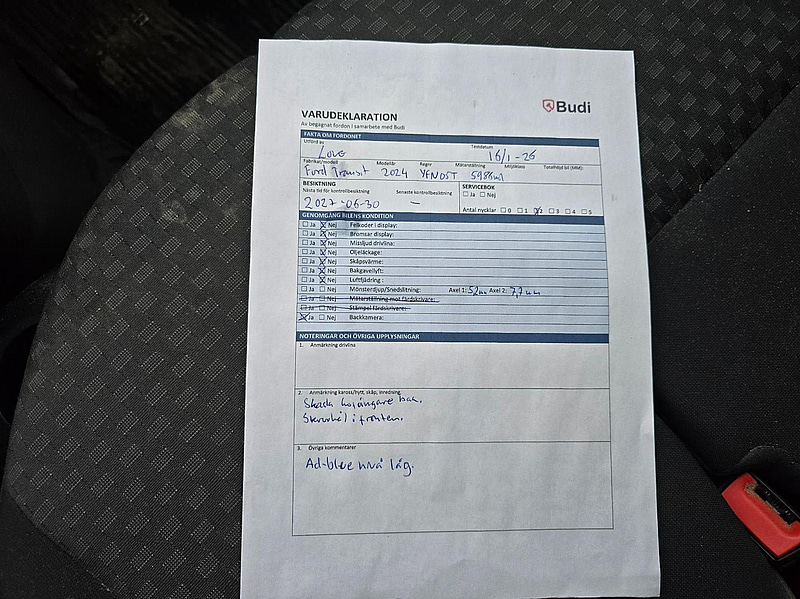 Budi
VARUDEKLARATION
Av begagnat fordon i samarbete med Budi
FAKTA OM FORDONET
Utförd av Testdatum
Love 16/1-26
Fabrikat/modell Modellår Regnr Mätarställning Miljöklass Totalhöjd bil (MM):
Ford Transit 2024
BESIKTNING SERVICEBOK
Nästa tid för kontrollbesiktning Senaste kontrollbesiktning Ja Nej
2027-06-30 —
Antal nycklar 0 1 2 3 4 5
GENOMGÅNG BILENS KONDITION
Ja Nej Felkoder i display:
Ja Nej Bromsar display:
Ja Nej Missljud drivlina:
Ja Nej Oljeläckage:
Ja Nej Skåpsvärme:
Ja Nej Bakgavellyft:
Ja Nej Luftfjädring:
Ja Nej Mönsterdjup/Snedslitning: Axel 1: Axel 2:
Ja Nej Mätarställning mot färdskrivare:
Ja Nej Stämpel färdskrivare:
Ja Nej Backkamera:
NOTERINGAR OCH ÖVRIGA UPPLYSNINGAR
1. Anmärkning drivlina
2. Anmärkning kaross/hytt, skåp, inredning.
Skada kofångare bak.
Skruvhål i fronten.
3. Övriga kommentarer
Ad-blue nivå låg.